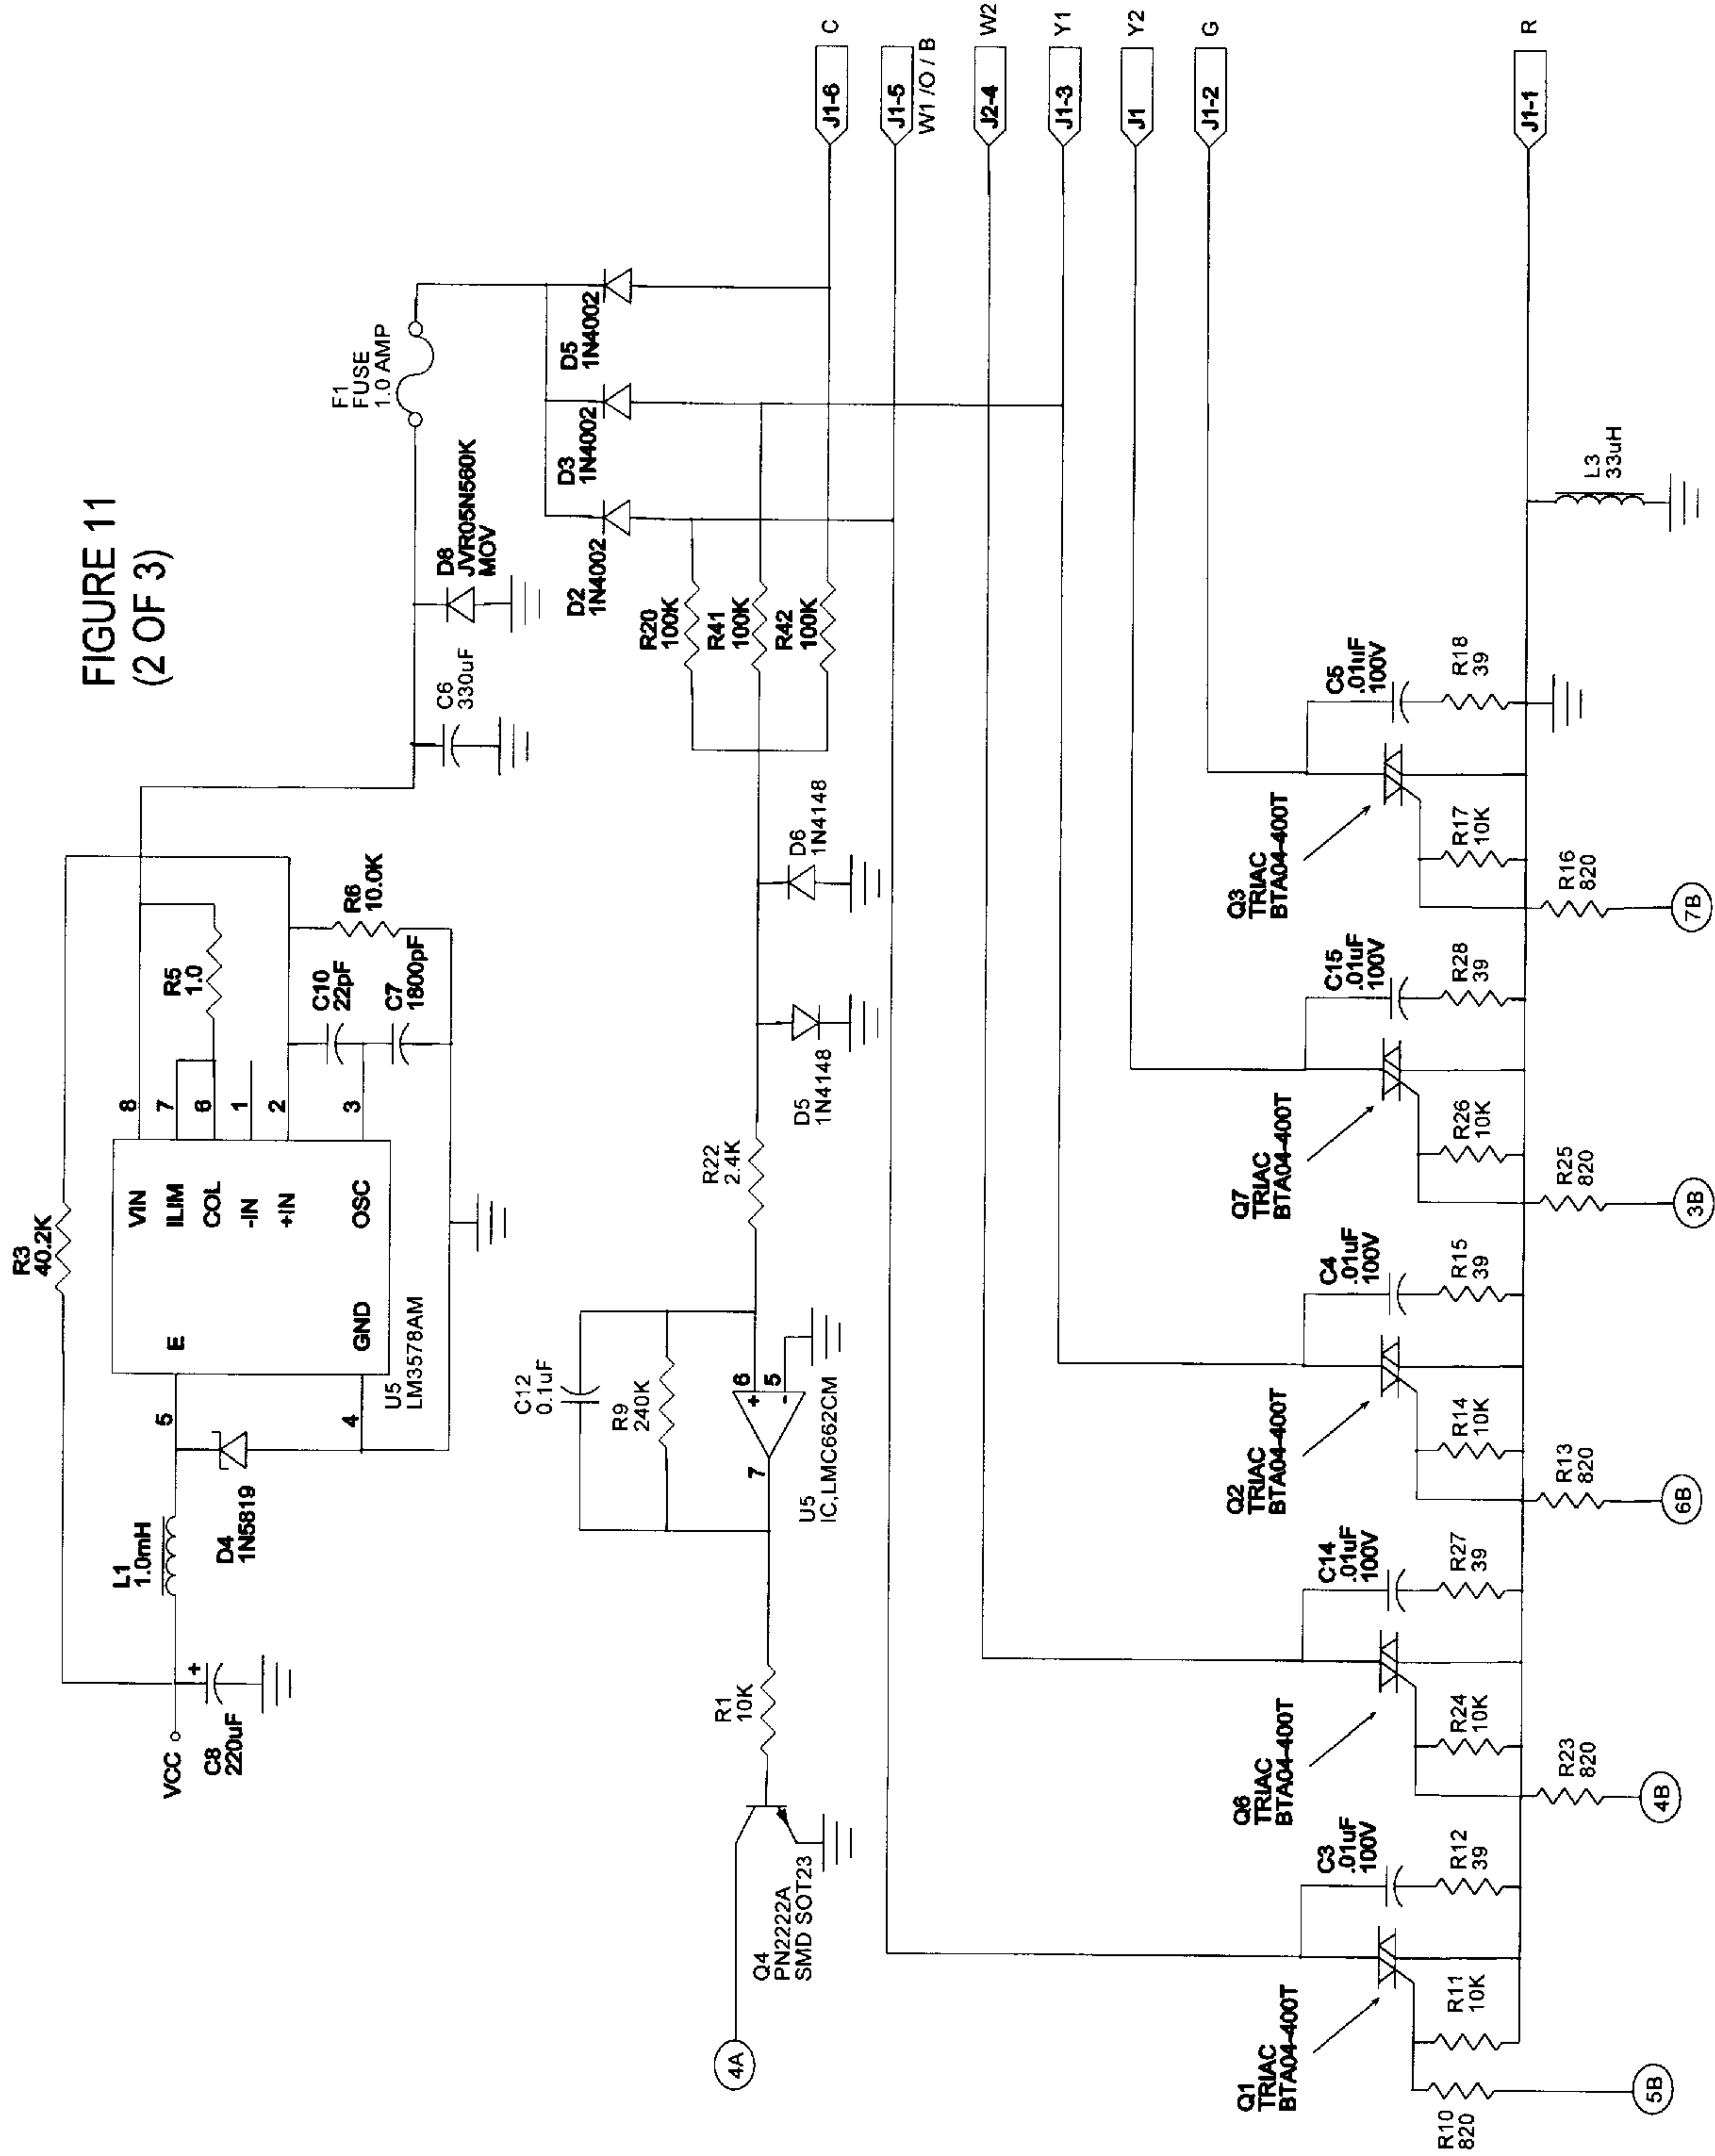 FIGURE 11
(2 OF 3)
R3
40.2K
VIN
ILIM
COL
-IN
+IN
OSC
E
GND
8
7
6
1
2
3
5
4
U5
LM3578AM
R5
1.0
C10
22pF
C7
1800pF
R6
10.0K
L1
1.0mH
D4
1N5819
VCC
C8
220uF
+
F1
FUSE
1.0 AMP
D8
JVR05N560K
MOV
C6
330uF
D5
1N4002
D3
1N4002
D2
1N4002
R20
100K
R41
100K
R42
100K
D6
1N4148
D5
1N4148
R22
2.4K
C12
0.1uF
R9
240K
6
5
7
+
-
U5
IC,LMC662CM
R1
10K
Q4
PN2222A
SMD SOT23
4A
J1-6
C
J1-5
W1 /O / B
J2-4
W2
J1-3
Y1
J1
Y2
J1-2
G
J1-1
R
L3
33uH
Q1
TRIAC
BTA04-400T
C3
.01uF
100V
R12
39
R11
10K
R10
820
5B
Q6
TRIAC
BTA04-400T
C14
.01uF
100V
R27
39
R24
10K
R23
820
4B
Q2
TRIAC
BTA04-400T
C4
.01uF
100V
R15
39
R14
10K
R13
820
6B
Q7
TRIAC
BTA04-400T
C15
.01uF
100V
R28
39
R26
10K
R25
820
3B
Q3
TRIAC
BTA04-400T
C5
.01uF
100V
R18
39
R17
10K
R16
820
7B